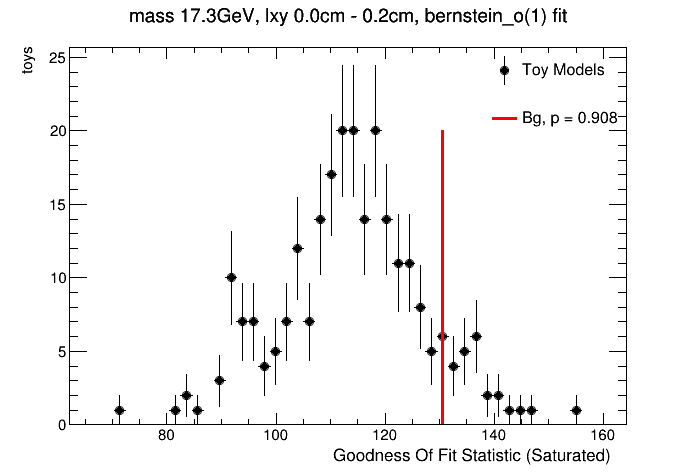 mass 17.3GeV, lxy 0.0cm - 0.2cm, bernstein_o(1) fit
toys
25
20
15
10
5
0
Toy Models
Bg, p = 0.908
80 100 120 140 160
Goodness Of Fit Statistic (Saturated)